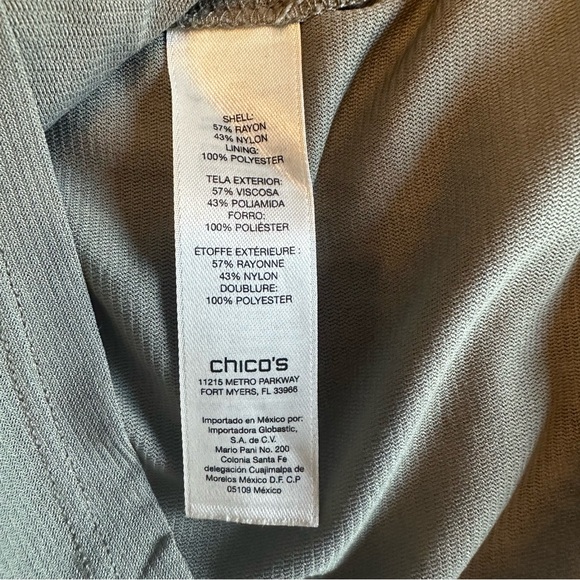 SHELL:
57% RAYON
43% NYLON
LINING:
100% POLYESTER
TELA EXTERIOR:
57% VISCOSA
43% POLIAMIDA
FORRO:
100% POLIÉSTER
ÉTOFFE EXTÉRIEURE :
57% RAYONNE
43% NYLON
DOUBLURE:
100% POLYESTER
chico's
11215 METRO PARKWAY
FORT MYERS, FL 33966
Importado en México por:
Importadora Globastic,
S.A. de C.V.
Mario Pani No. 200
Colonia Santa Fe
delegación Cuajimalpa de
Morelos México D.F. C.P
05109 México